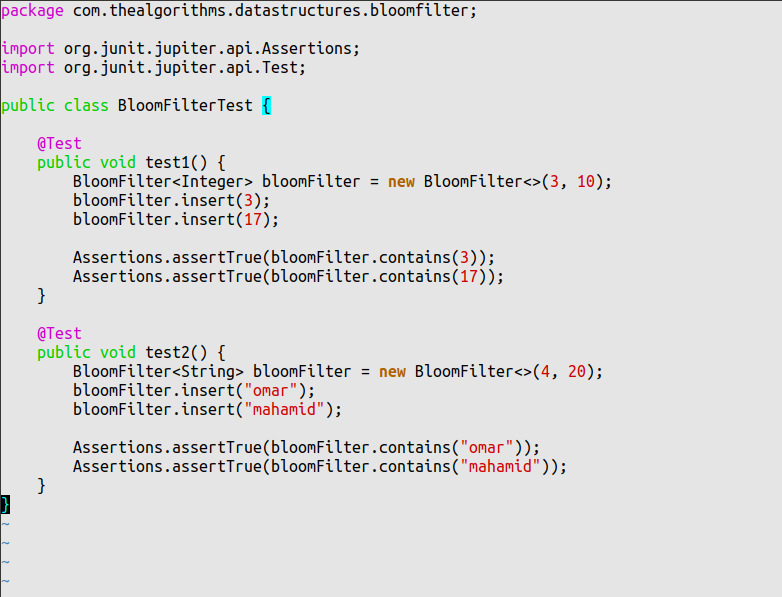 package com.thealgorithms.datastructures.bloomfilter;

import org.junit.jupiter.api.Assertions;
import org.junit.jupiter.api.Test;

public class BloomFilterTest {

    @Test
    public void test1() {
        BloomFilter<Integer> bloomFilter = new BloomFilter<>(3, 10);
        bloomFilter.insert(3);
        bloomFilter.insert(17);

        Assertions.assertTrue(bloomFilter.contains(3));
        Assertions.assertTrue(bloomFilter.contains(17));
    }

    @Test
    public void test2() {
        BloomFilter<String> bloomFilter = new BloomFilter<>(4, 20);
        bloomFilter.insert("omar");
        bloomFilter.insert("mahamid");

        Assertions.assertTrue(bloomFilter.contains("omar"));
        Assertions.assertTrue(bloomFilter.contains("mahamid"));
    }
}
~
~
~
~